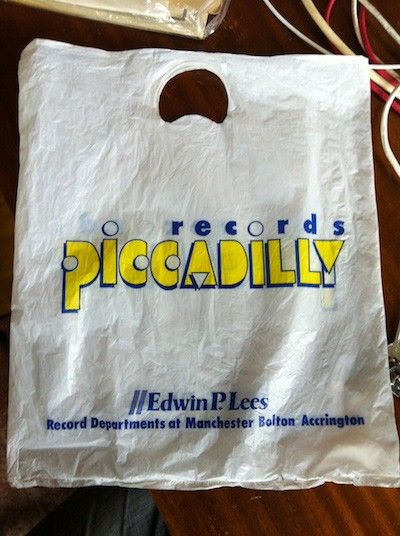 records
PICCADILLY
Edwin P. Lees
Record Departments at Manchester Bolton Accrington